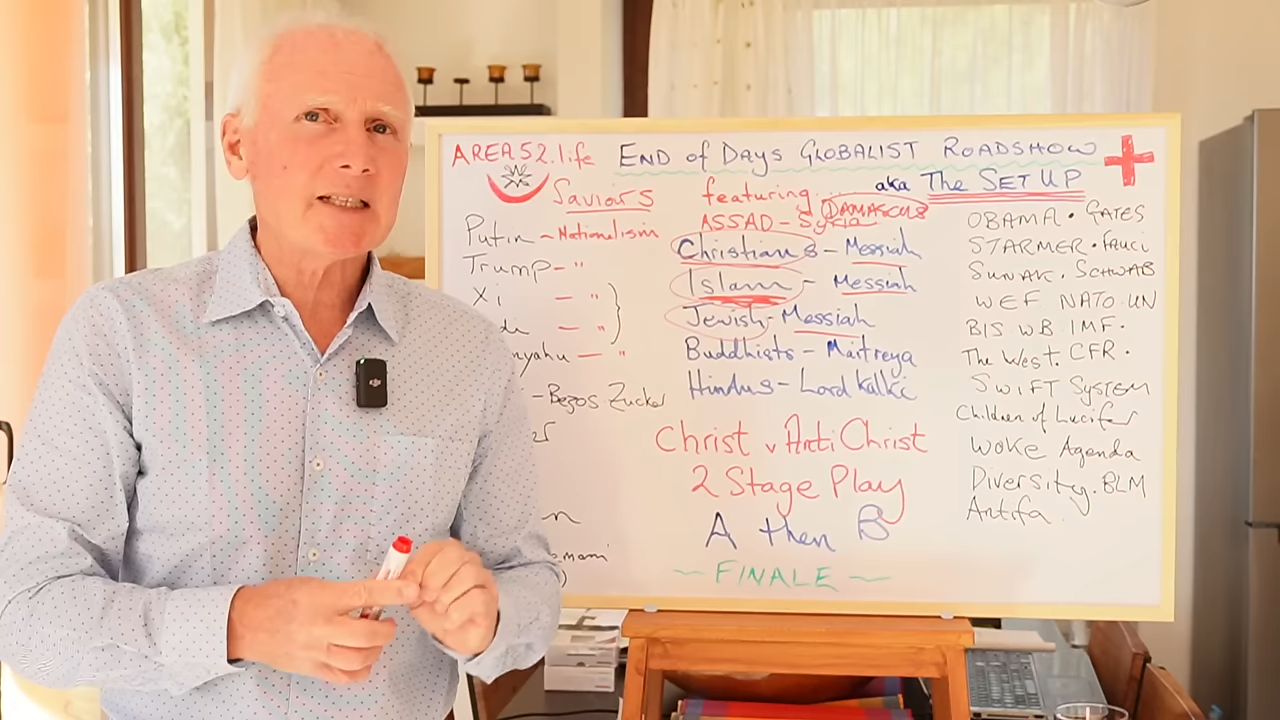 AREA52.life END of DAYS GLOBALIST ROADSHOW
aka The SET UP
Saviors featuring....
ASSAD - Syria DAMASCUS
Putin ~ Nationalism
Trump - "
Xi - "
- "
nyahu - "
- Bezos Zucker
Christians - Messiah
Islam - Messiah
Jewish - Messiah
Buddhists - Maitreya
Hindus - Lord Kalki
Christ v AntiChrist
2 Stage Play
A then B
~ FINALE ~
OBAMA • GATES
STARMER • FAUCI
SUNAK. SCHWAB
WEF NATO UN
BIS WB IMF.
The West. CFR.
SWIFT SYSTEM
Children of Lucifer
WOKE Agenda
Diversity. BLM
Antifa
dji